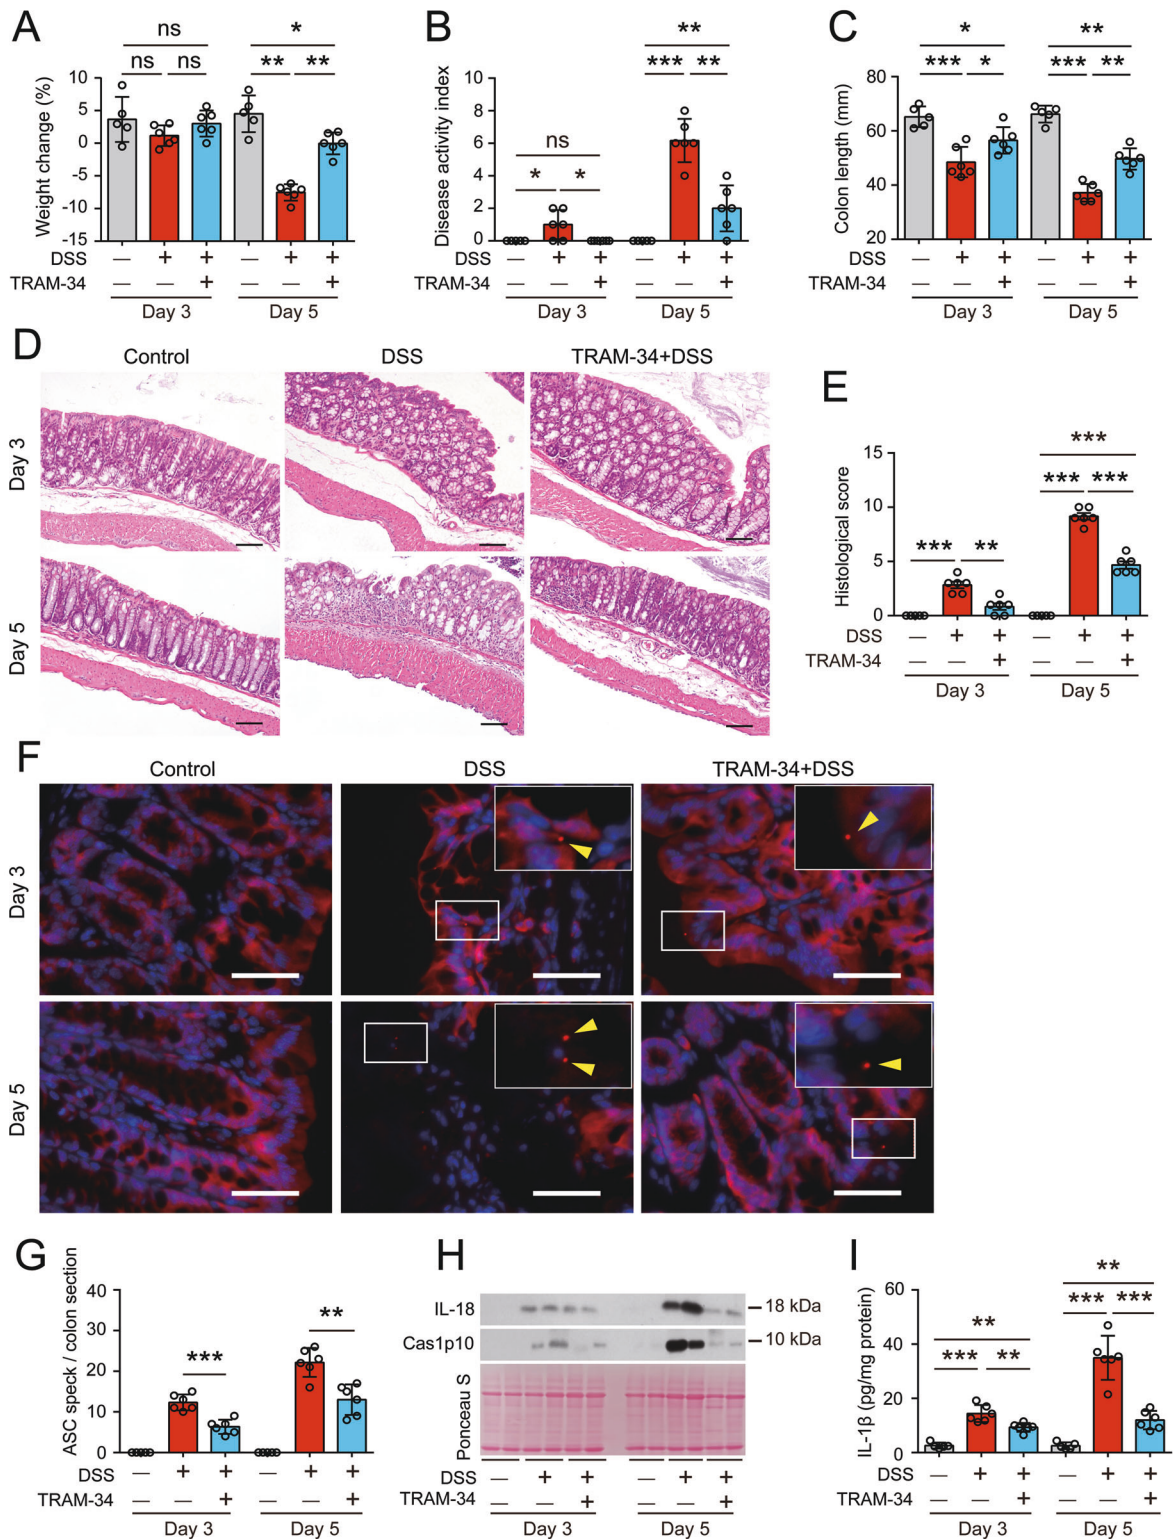 A
ns
*
ns ns
** **
Weight change (%)
10
5
0
-5
-10
-15
DSS — + + — + +
TRAM-34 — — + — — +
Day 3 Day 5
B
**
*** **
ns
* *
Disease activity index
10
8
6
4
2
0
— + + — + +
— — + — — +
Day 3 Day 5
C
* **
*** * *** **
Colon length (mm)
80
60
40
20
DSS — + + — + +
TRAM-34 — — + — — +
Day 3 Day 5
D
Control DSS TRAM-34+DSS
Day 3
Day 5
E
***
*** ***
*** **
Histological score
15
10
5
0
DSS — + + — + +
TRAM-34 — — + — — +
Day 3 Day 5
F
Control DSS TRAM-34+DSS
Day 3
Day 5
G
**
***
ASC speck / colon section
40
30
20
10
0
DSS — + + — + +
TRAM-34 — — + — — +
Day 3 Day 5
H
IL-18 18 kDa
Cas1p10 10 kDa
Ponceau S
DSS — + + — + +
TRAM-34 — — + — — +
Day 3 Day 5
I
**
*** ***
**
*** **
IL-1β (pg/mg protein)
60
40
20
0
DSS — + + — + +
TRAM-34 — — + — — +
Day 3 Day 5